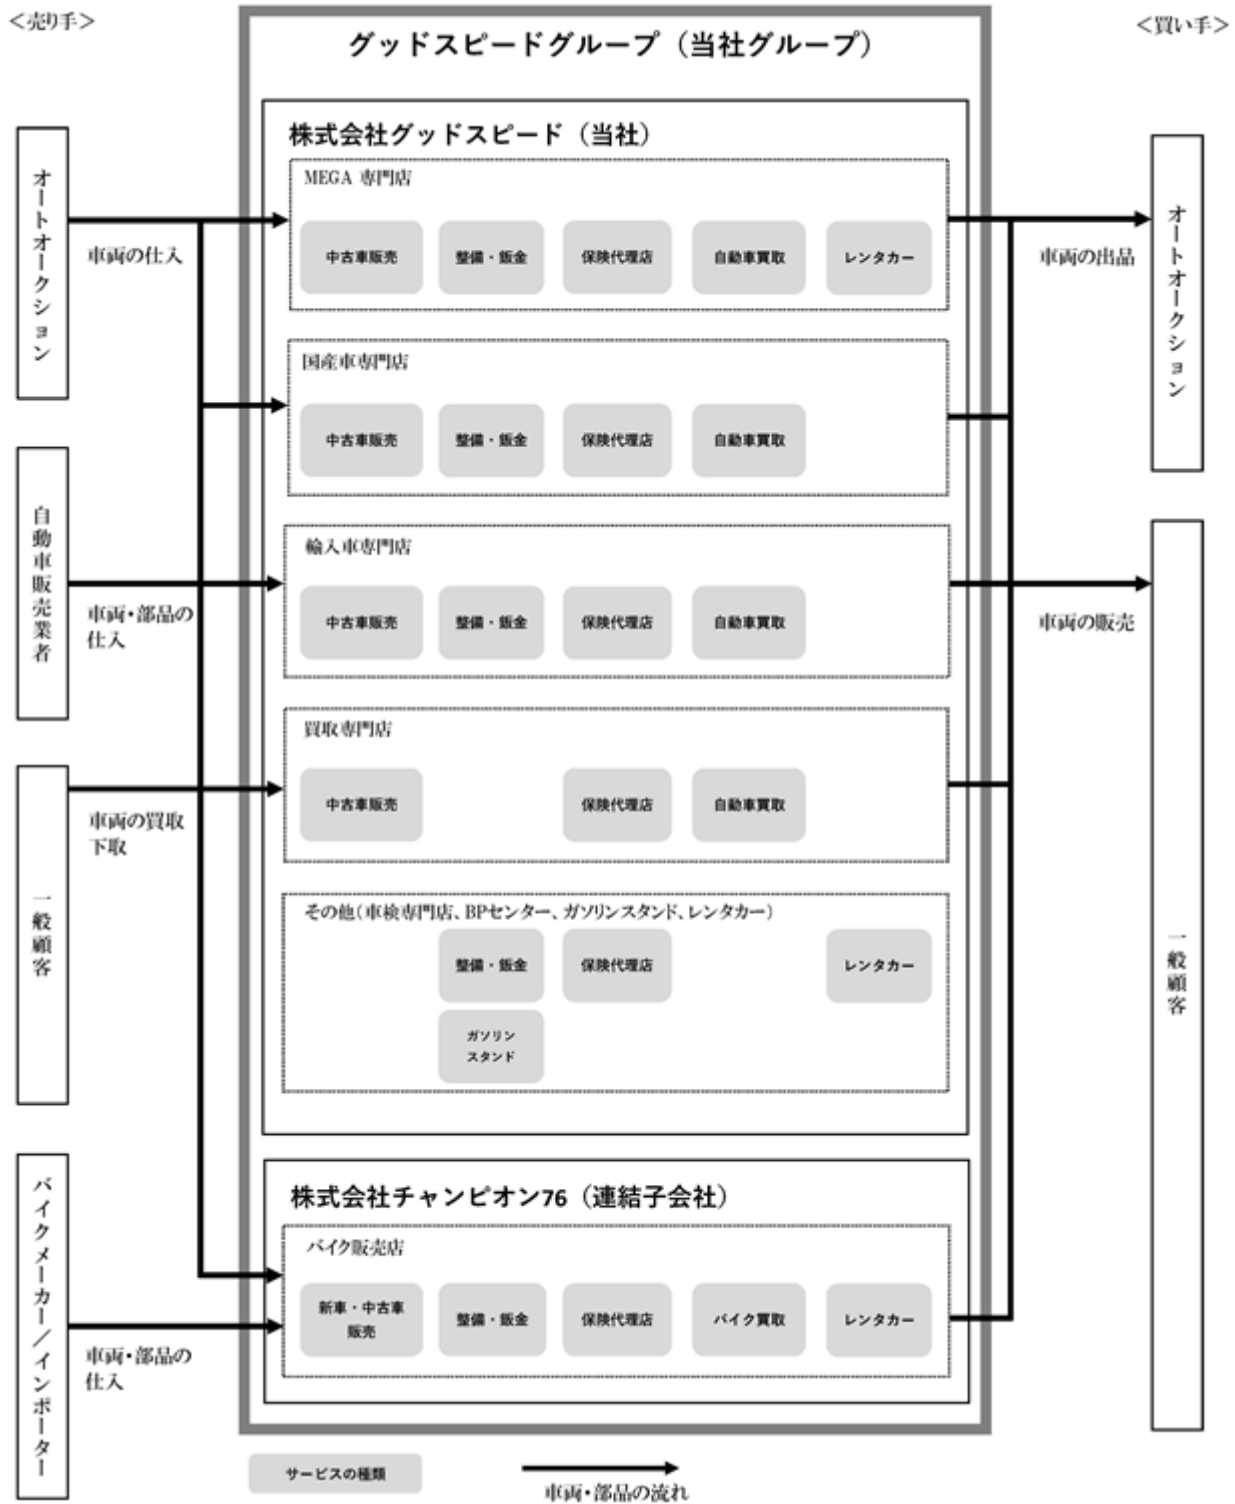 ＜売り手＞
＜買い手＞
グッドスピードグループ（当社グループ）
株式会社グッドスピード（当社）
オートオークション
車両の仕入
MEGA 専門店
中古車販売
整備・鈑金
保険代理店
自動車買取
レンタカー
車両の出品
オートオークション
国産車専門店
中古車販売
整備・鈑金
保険代理店
自動車買取
自動車販売業者
車両・部品の
仕入
輸入車専門店
中古車販売
整備・鈑金
保険代理店
自動車買取
車両の販売
一般顧客
車両の買取
下取
買取専門店
中古車販売
保険代理店
自動車買取
一般顧客
その他（車検専門店、BPセンター、ガソリンスタンド、レンタカー）
整備・鈑金
保険代理店
レンタカー
ガソリン
スタンド
株式会社チャンピオン76（連結子会社）
バイクメーカー／インポーター
車両・部品の
仕入
バイク販売店
新車・中古車
販売
整備・鈑金
保険代理店
バイク買取
レンタカー
サービスの種類
車両・部品の流れ